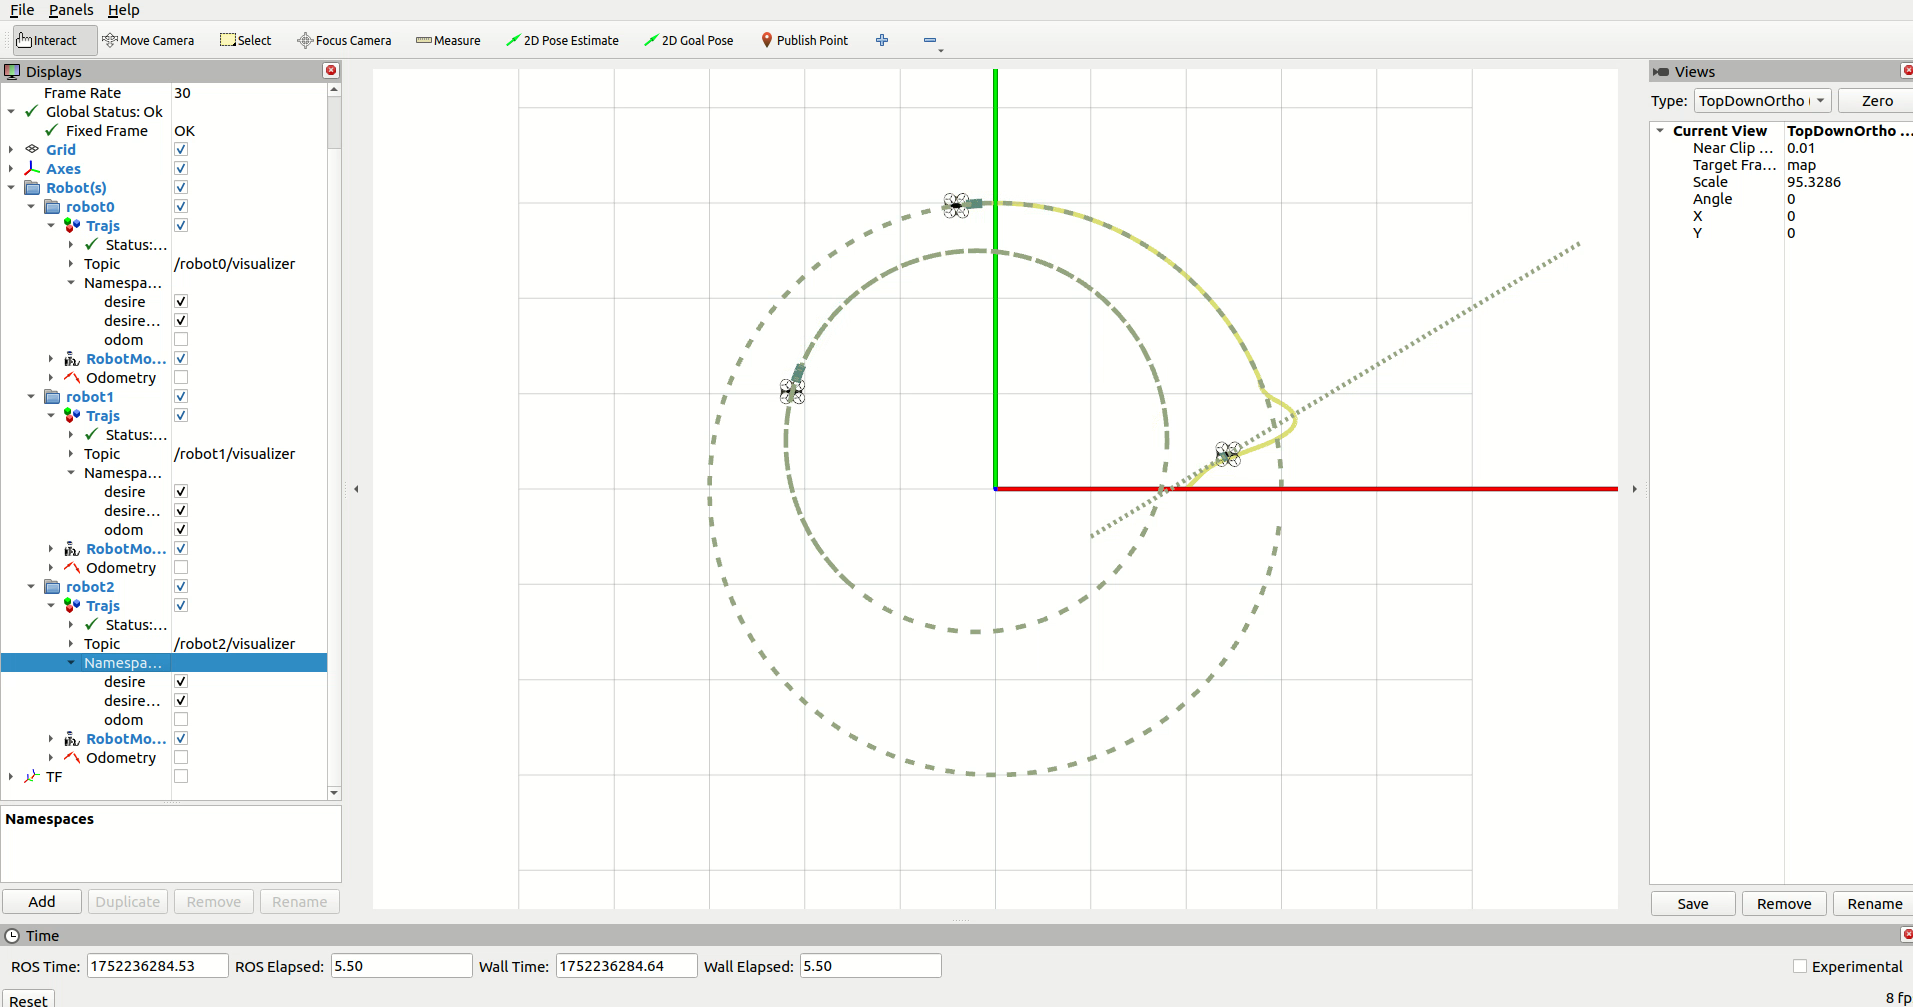 File Panels Help
Interact Move Camera Select Focus Camera Measure 2D Pose Estimate 2D Goal Pose Publish Point
Displays
Frame Rate 30
Global Status: Ok
Fixed Frame OK
Grid
Axes
Robot(s)
robot0
Trajs
Status:...
Topic /robot0/visualizer
Namespa...
desire
desire...
odom
RobotMo...
Odometry
robot1
Trajs
Status:...
Topic /robot1/visualizer
Namespa...
desire
desire...
odom
RobotMo...
Odometry
robot2
Trajs
Status:...
Topic /robot2/visualizer
Namespa...
desire
desire...
odom
RobotMo...
Odometry
TF
Namespaces
Add Duplicate Remove Rename
Views
Type: TopDownOrtho ( Zero
Current View TopDownOrtho ...
Near Clip ... 0.01
Target Fra... map
Scale 95.3286
Angle 0
X 0
Y 0
Save Remove Rename
Time
ROS Time: 1752236284.53 ROS Elapsed: 5.50 Wall Time: 1752236284.64 Wall Elapsed: 5.50 Experimental
Reset 8 fp